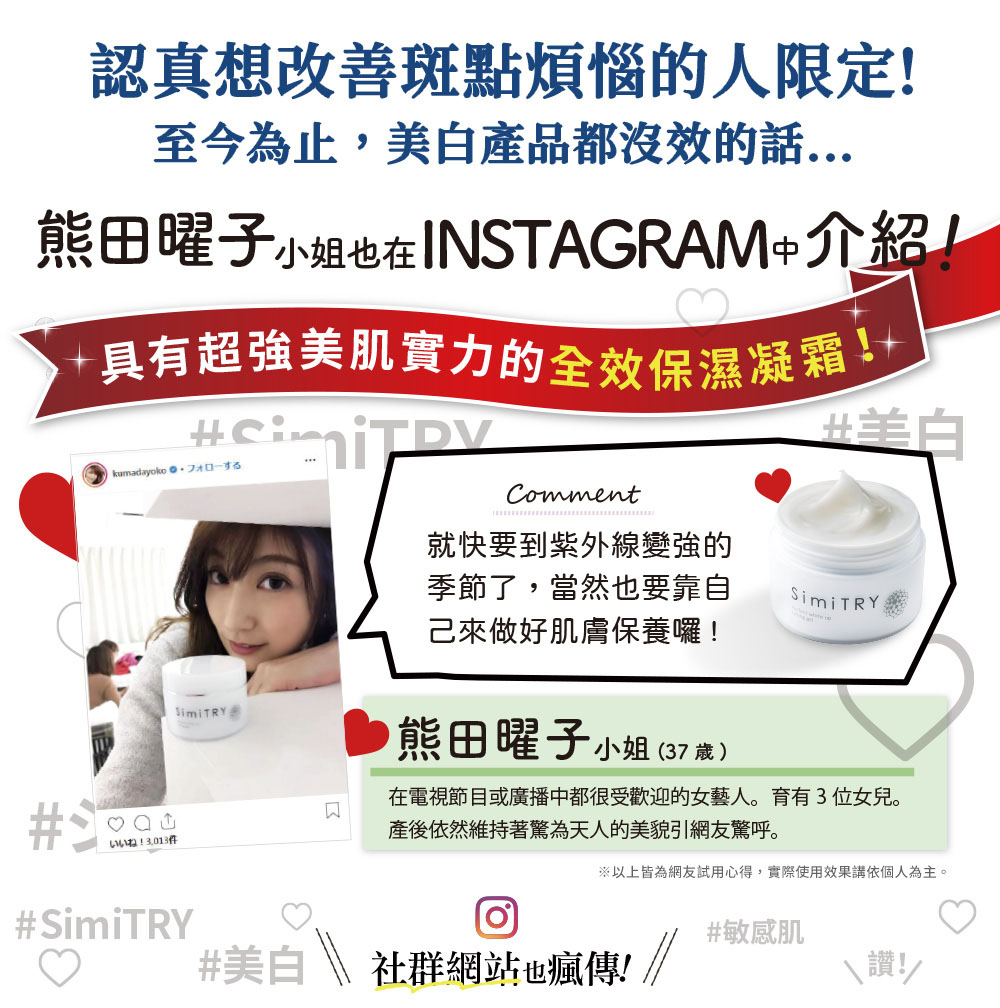 認真想改善斑點煩惱的人限定!
至今為止，美白產品都沒效的話...
熊田曜子小姐也在INSTAGRAM中介紹!
具有超強美肌實力的全效保濕凝霜!
#SimiTRY
#美白
kumadayoko • フォローする
Comment
就快要到紫外線變強的
季節了，當然也要靠自
己來做好肌膚保養囉！
SimiTRY
SimiTRY
熊田曜子小姐 (37 歲)
在電視節目或廣播中都很受歡迎的女藝人。育有 3 位女兒。
產後依然維持著驚為天人的美貌引網友驚呼。
いいね！3,013件
※以上皆為網友試用心得，實際使用效果講依個人為主。
#SimiTRY
#美白
社群網站也瘋傳!
#敏感肌
讚!